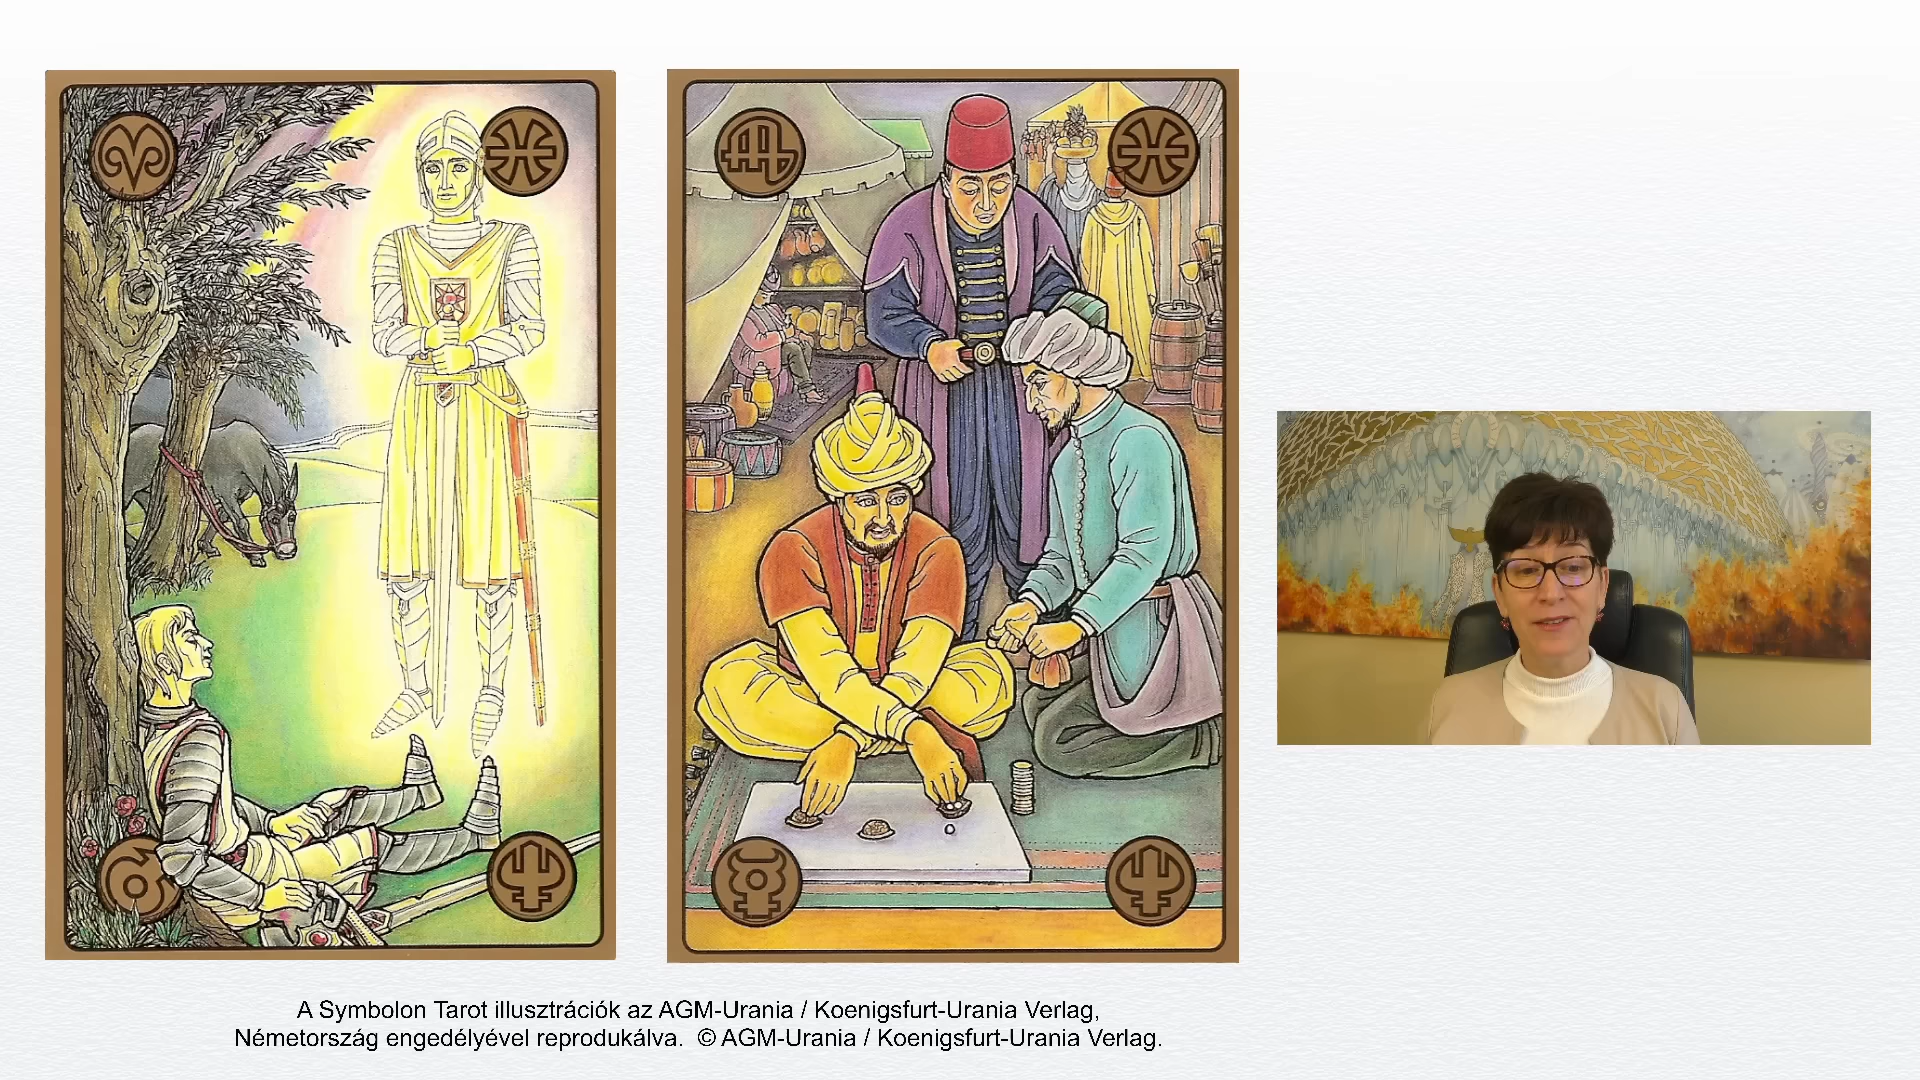 A Symbolon Tarot illusztrációk az AGM-Urania / Koenigsfurt-Urania Verlag,
Németország engedélyével reprodukálva.  © AGM-Urania / Koenigsfurt-Urania Verlag.